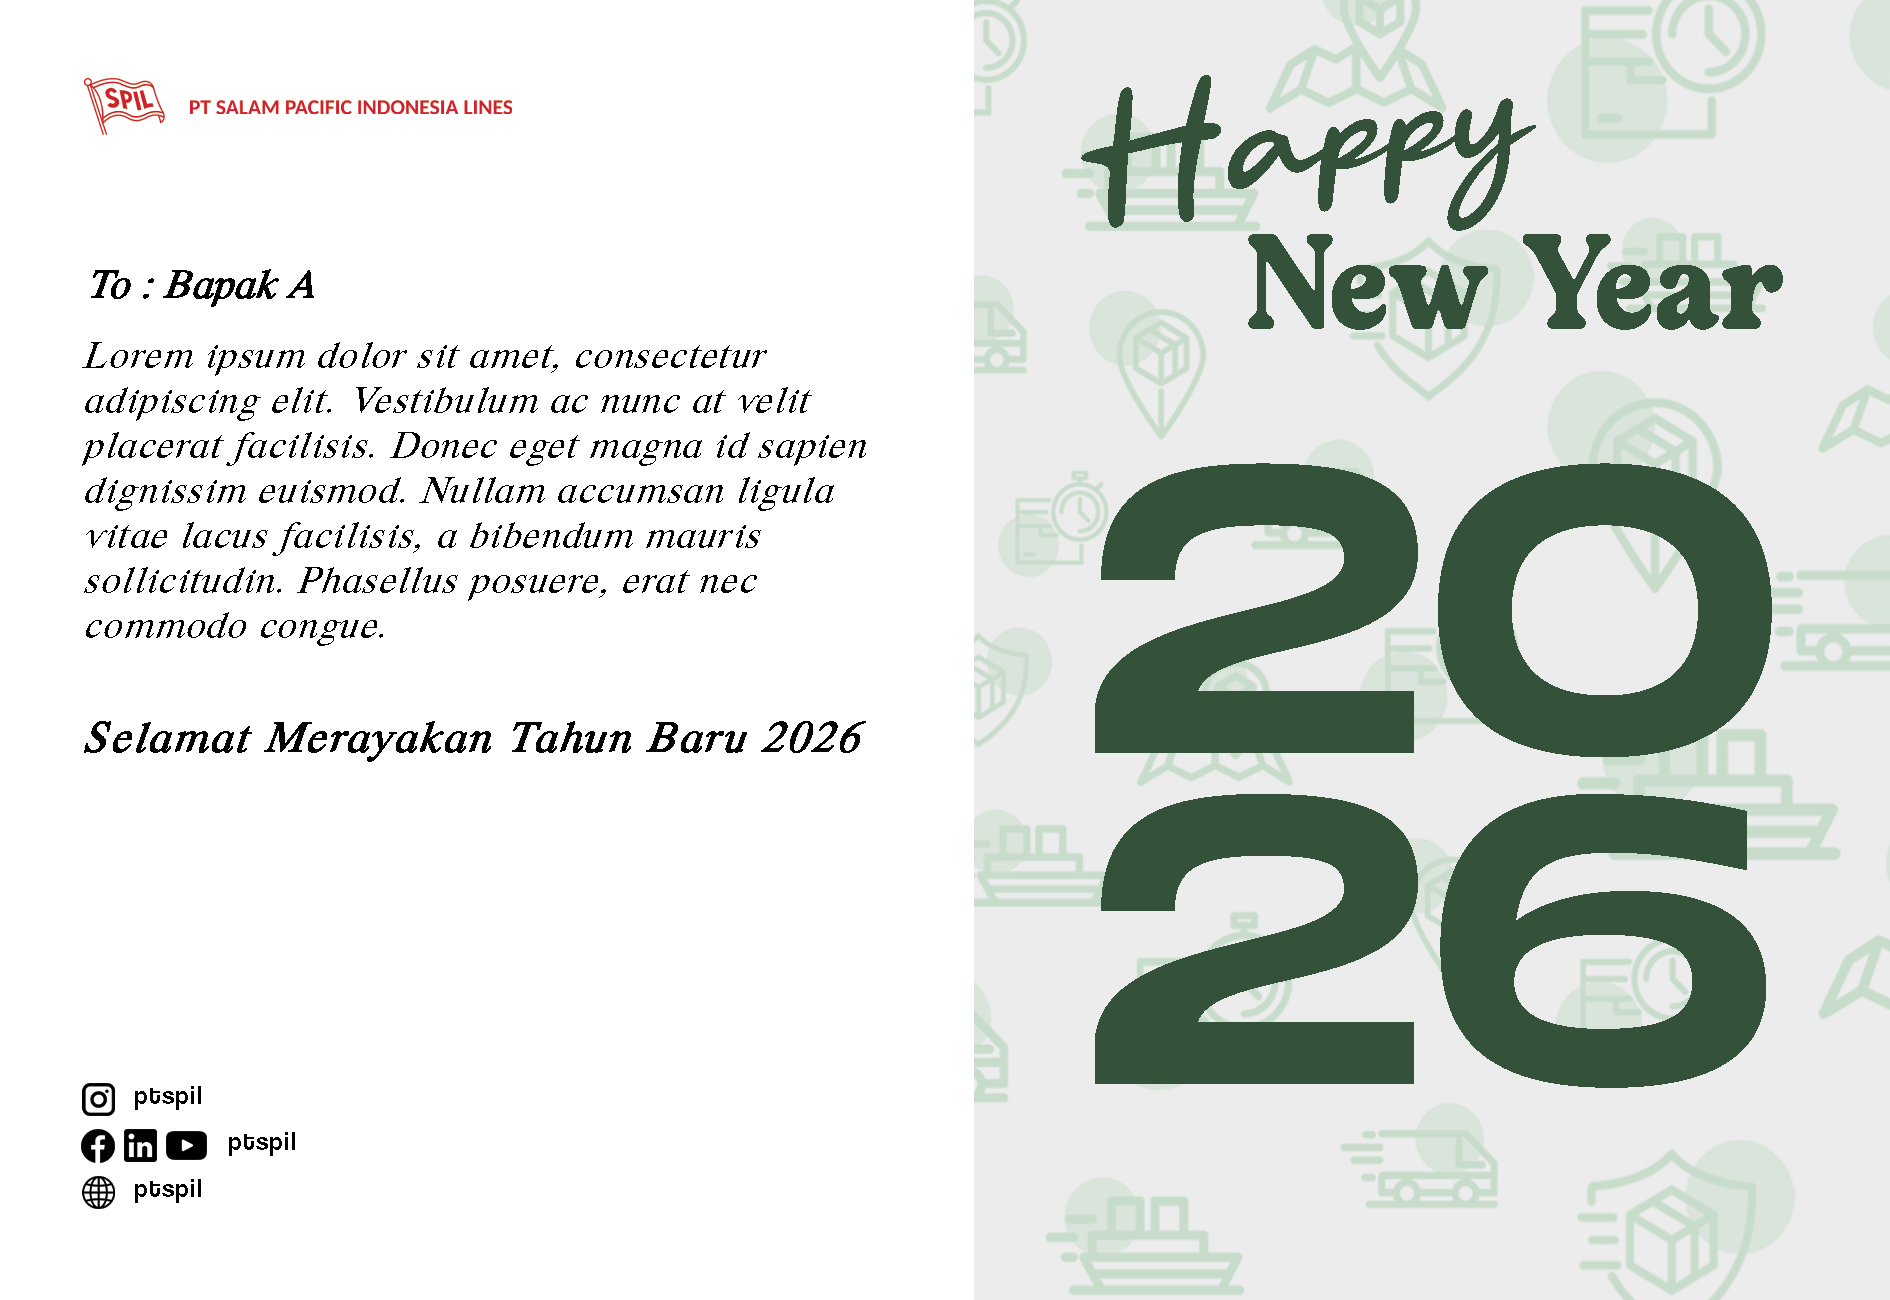 SPIL
PT SALAM PACIFIC INDONESIA LINES
To : Bapak A
Lorem ipsum dolor sit amet, consectetur
adipiscing elit. Vestibulum ac nunc at velit
placerat facilisis. Donec eget magna id sapien
dignissim euismod. Nullam accumsan ligula
vitae lacus facilisis, a bibendum mauris
sollicitudin. Phasellus posuere, erat nec
commodo congue.
Selamat Merayakan Tahun Baru 2026
ptspil
ptspil
ptspil
Happy
New Year
20
26